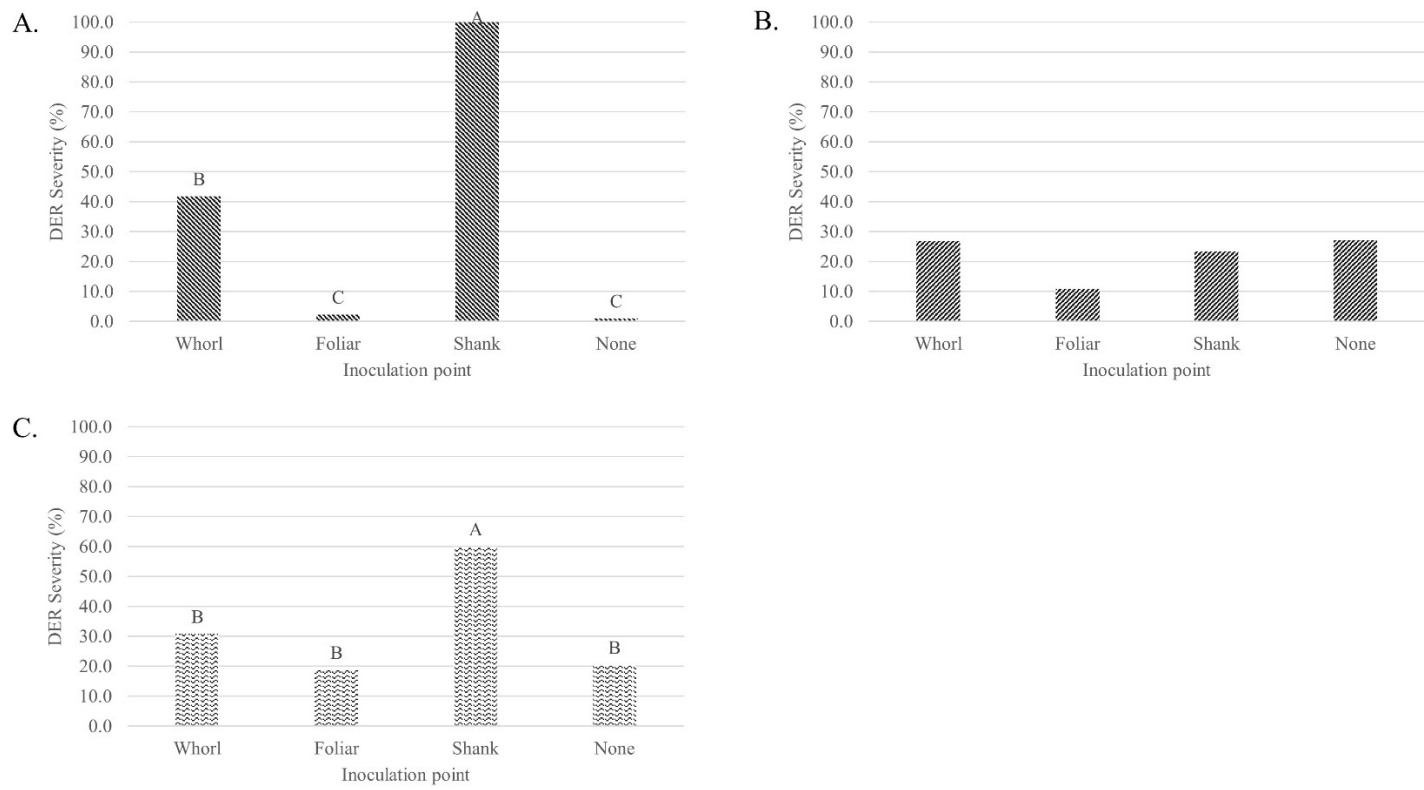 A.
DER Severity (%)
100.0
90.0
80.0
70.0
60.0
50.0
40.0
30.0
20.0
10.0
0.0
B
C
A
C
Whorl Foliar Shank None
Inoculation point
B.
DER Severity (%)
100.0
90.0
80.0
70.0
60.0
50.0
40.0
30.0
20.0
10.0
0.0
Whorl Foliar Shank None
Inoculation point
C.
DER Severity (%)
100.0
90.0
80.0
70.0
60.0
50.0
40.0
30.0
20.0
10.0
0.0
B
B
A
B
Whorl Foliar Shank None
Inoculation point